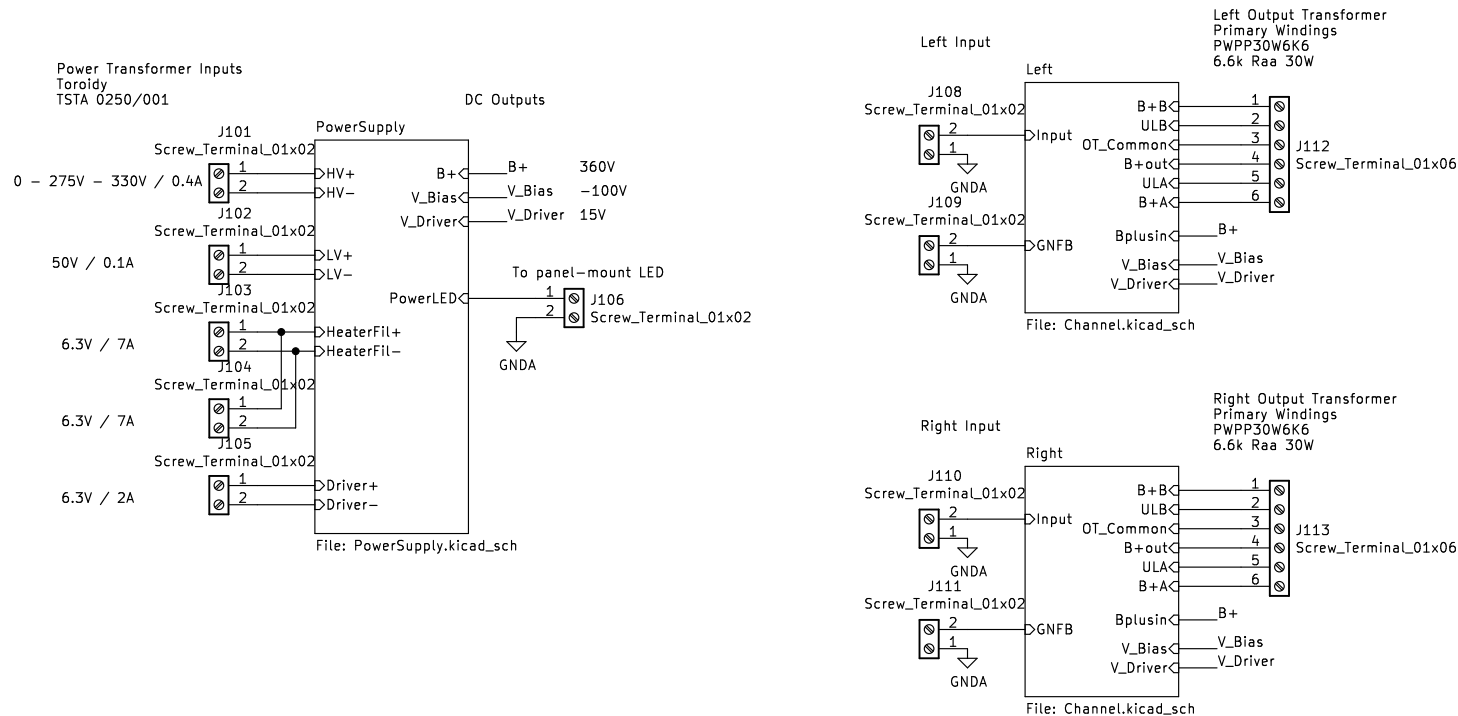 Power Transformer Inputs
Toroidy
TSTA 0250/001
DC Outputs
PowerSupply
J101
Screw_Terminal_01x02
0 - 275V - 330V / 0.4A
1
2
HV+
HV-
J102
Screw_Terminal_01x02
50V / 0.1A
1
2
LV+
LV-
J103
Screw_Terminal_01x02
6.3V / 7A
1
2
HeaterFil+
HeaterFil-
J104
Screw_Terminal_01x02
6.3V / 7A
1
2
J105
Screw_Terminal_01x02
6.3V / 2A
1
2
Driver+
Driver-
B+
B+
360V
V_Bias
V_Bias
-100V
V_Driver
V_Driver
15V
To panel-mount LED
PowerLED
1
2
J106
Screw_Terminal_01x02
GNDA
File: PowerSupply.kicad_sch
Left Input
Left
Left Output Transformer
Primary Windings
PWPP30W6K6
6.6k Raa 30W
J108
Screw_Terminal_01x02
2
1
Input
GNDA
J109
Screw_Terminal_01x02
2
1
GNFB
GNDA
B+B
1
ULB
2
OT_Common
3
B+out
4
ULA
5
B+A
6
J112
Screw_Terminal_01x06
Bplusin
B+
V_Bias
V_Bias
V_Driver
V_Driver
File: Channel.kicad_sch
Right Input
Right
Right Output Transformer
Primary Windings
PWPP30W6K6
6.6k Raa 30W
J110
Screw_Terminal_01x02
2
1
Input
GNDA
J111
Screw_Terminal_01x02
2
1
GNFB
GNDA
B+B
1
ULB
2
OT_Common
3
B+out
4
ULA
5
B+A
6
J113
Screw_Terminal_01x06
Bplusin
B+
V_Bias
V_Bias
V_Driver
V_Driver
File: Channel.kicad_sch